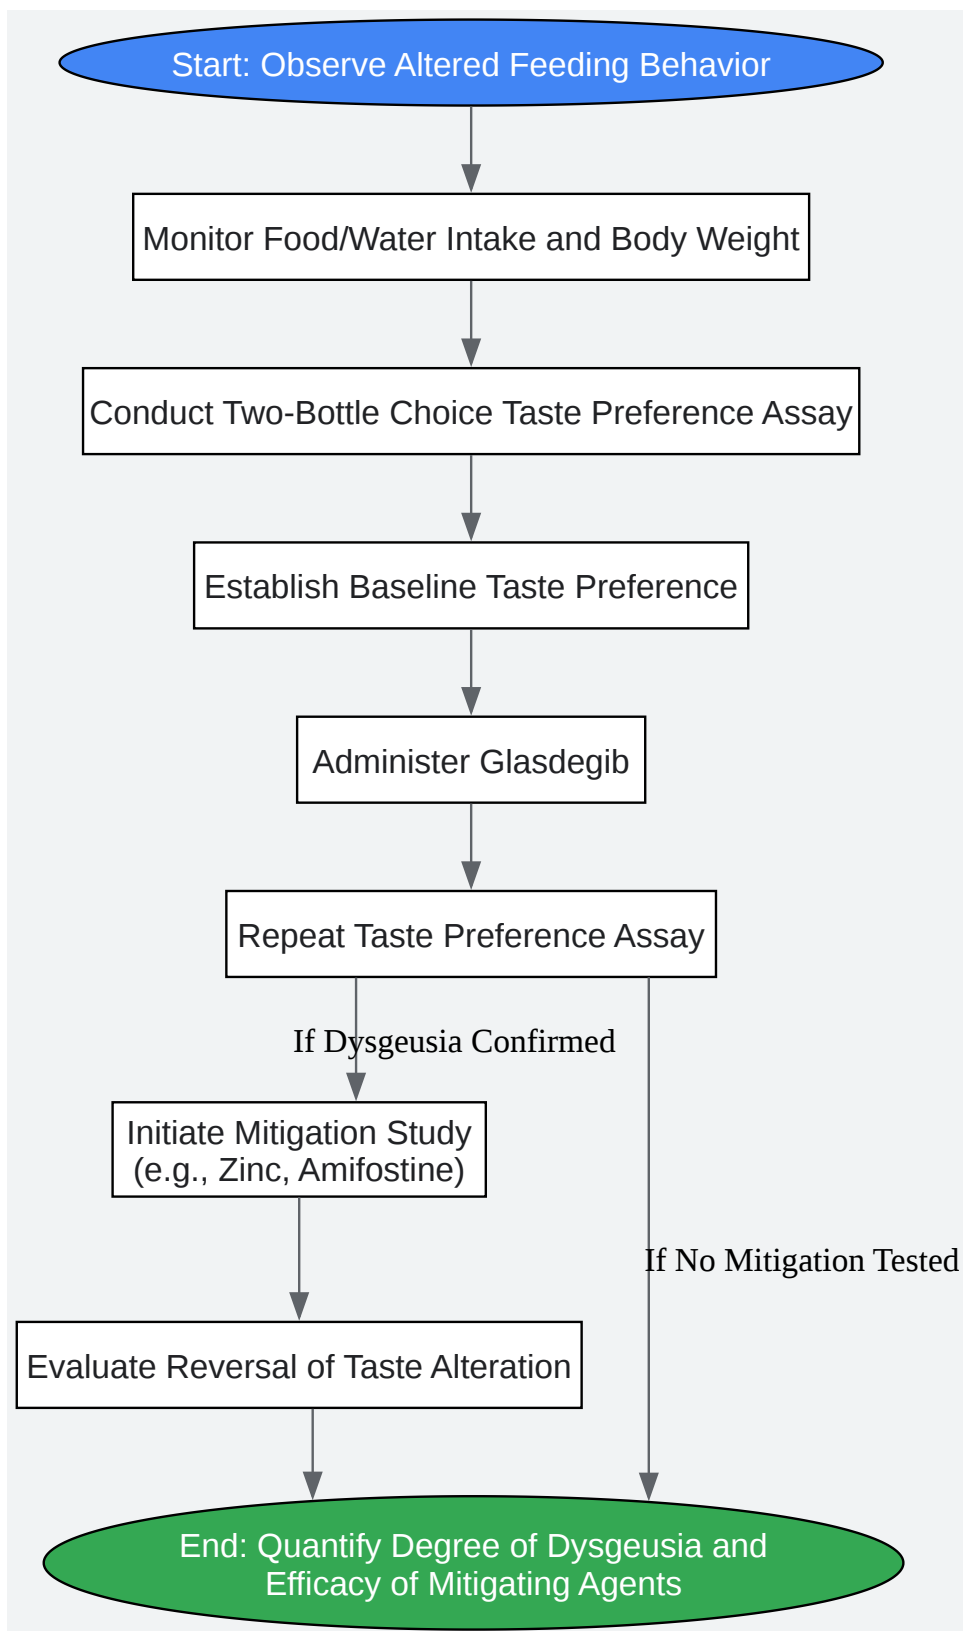 Start: Observe Altered Feeding Behavior
Monitor Food/Water Intake and Body Weight
Conduct Two-Bottle Choice Taste Preference Assay
Establish Baseline Taste Preference
Administer Glasdegib
Repeat Taste Preference Assay
If Dysgeusia Confirmed
Initiate Mitigation Study
(e.g., Zinc, Amifostine)
If No Mitigation Tested
Evaluate Reversal of Taste Alteration
End: Quantify Degree of Dysgeusia and
Efficacy of Mitigating Agents